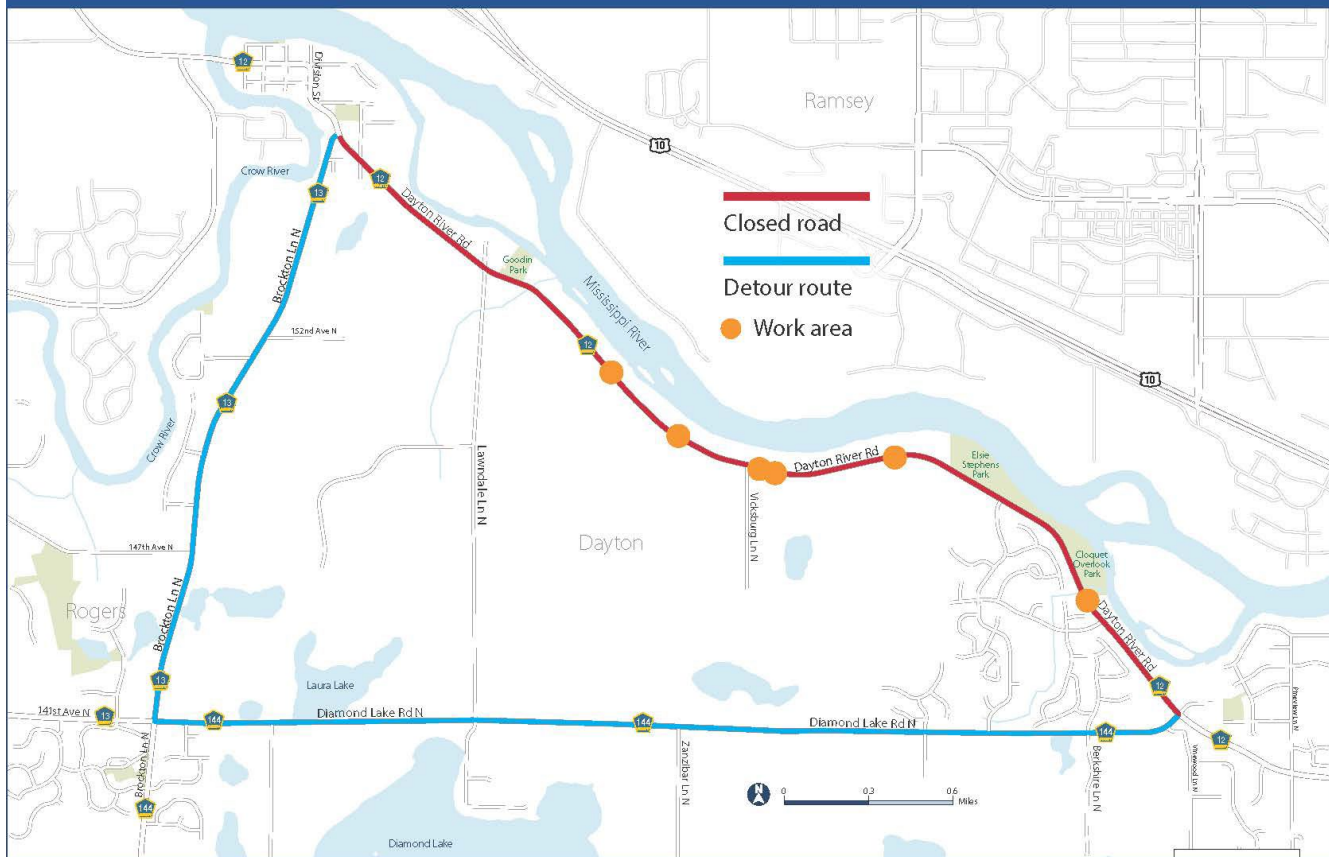 12
Division St
Ramsey
10
Crow River
13
12
Dayton River Rd
Closed road
Detour route
Work area
Goodin
Park
Brockton Ln N
Mississippi River
152nd Ave N
12
10
13
Crow River
Lawndale Ln N
Dayton River Rd
Elsie
Stephens
Park
Vicksburg Ln N
147th Ave N
Dayton
Cloquet
Overlook
Park
Rogers
Brockton Ln N
Dayton River Rd
13
12
Laura Lake
141st Ave N
13
144
Diamond Lake Rd N
144
Diamond Lake Rd N
144
12
Brockton Ln N
144
Zanzibar Ln N
Berkshire Ln N
N
0
0.3
0.6
Miles
Diamond Lake